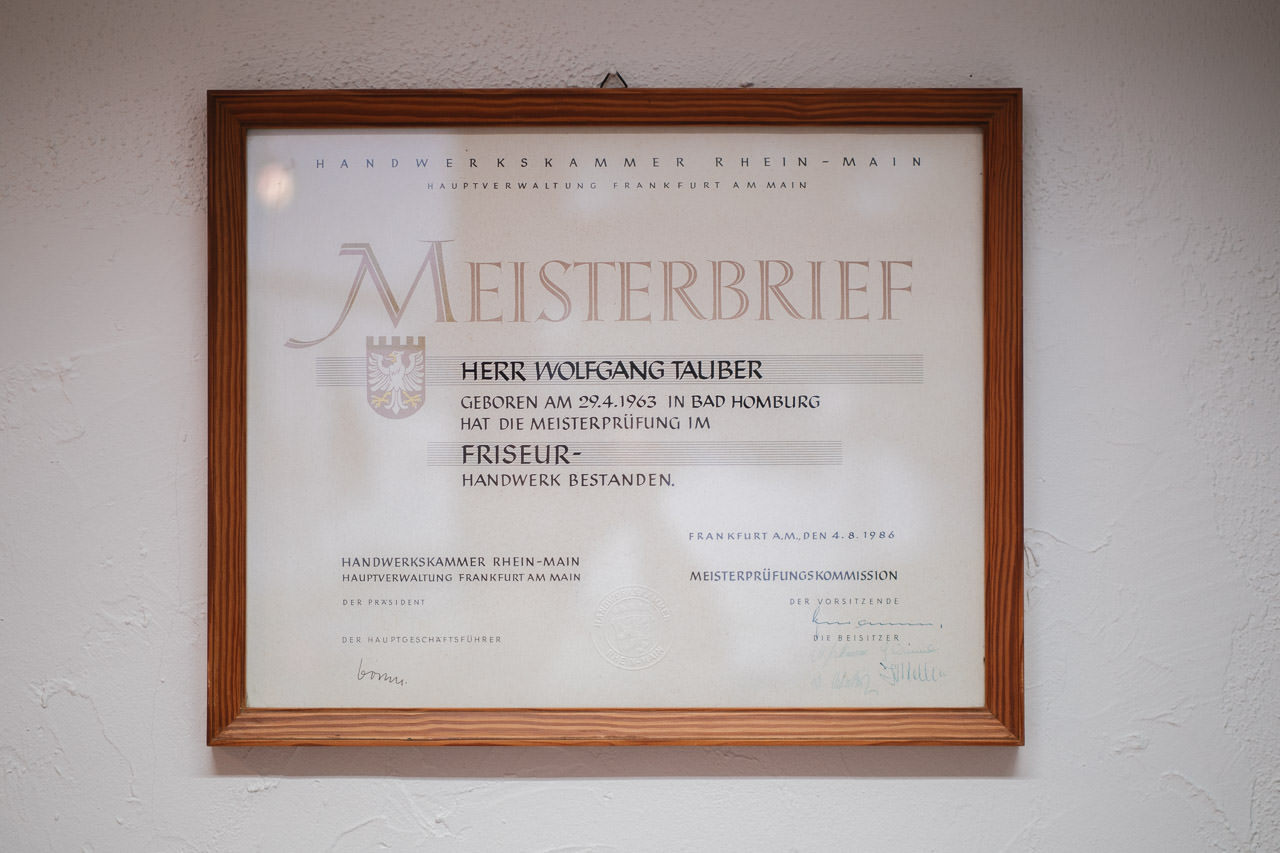 HANDWERKSKAMMER RHEIN-MAIN
HAUPTVERWALTUNG FRANKFURT AM MAIN
MEISTERBRIEF
HERR WOLFGANG TAUBER
GEBOREN AM 29.4.1963 IN BAD HOMBURG
HAT DIE MEISTERPRÜFUNG IM
FRISEUR-
HANDWERK BESTANDEN.
FRANKFURT A.M., DEN 4.8.1986
HANDWERKSKAMMER RHEIN-MAIN
HAUPTVERWALTUNG FRANKFURT AM MAIN
DER PRÄSIDENT
DER HAUPTGESCHÄFTSFÜHRER
MEISTERPRÜFUNGSKOMMISSION
DER VORSITZENDE
DIE BEISITZER